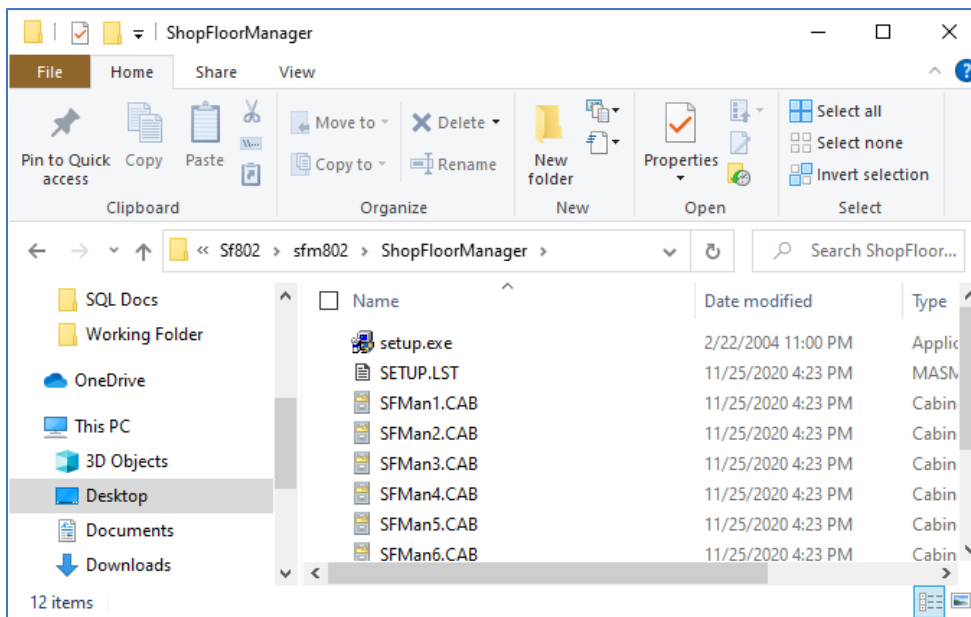 ShopFloorManager
File Home Share View
Pin to Quick access
Copy
Paste
Clipboard
Move to
Copy to
Delete
Rename
Organize
New folder
New
Properties
Open
Select all
Select none
Invert selection
Select
« Sf802 › sfm802 › ShopFloorManager ›
Search ShopFloor...
SQL Docs
Working Folder
OneDrive
This PC
3D Objects
Desktop
Documents
Downloads
Name Date modified Type
setup.exe 2/22/2004 11:00 PM Applic
SETUP.LST 11/25/2020 4:23 PM MASM
SFMan1.CAB 11/25/2020 4:23 PM Cabin
SFMan2.CAB 11/25/2020 4:23 PM Cabin
SFMan3.CAB 11/25/2020 4:23 PM Cabin
SFMan4.CAB 11/25/2020 4:23 PM Cabin
SFMan5.CAB 11/25/2020 4:23 PM Cabin
SFMan6.CAB 11/25/2020 4:23 PM Cabin
12 items